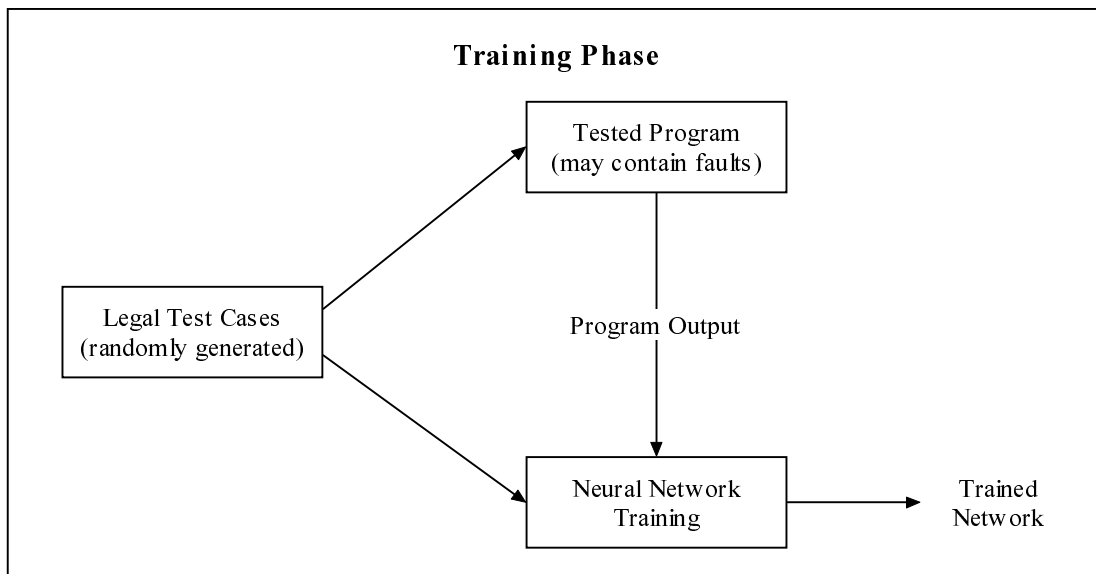 Training Phase
Tested Program
(may contain faults)
Legal Test Cases
(randomly generated)
Program Output
Neural Network
Training
Trained
Network